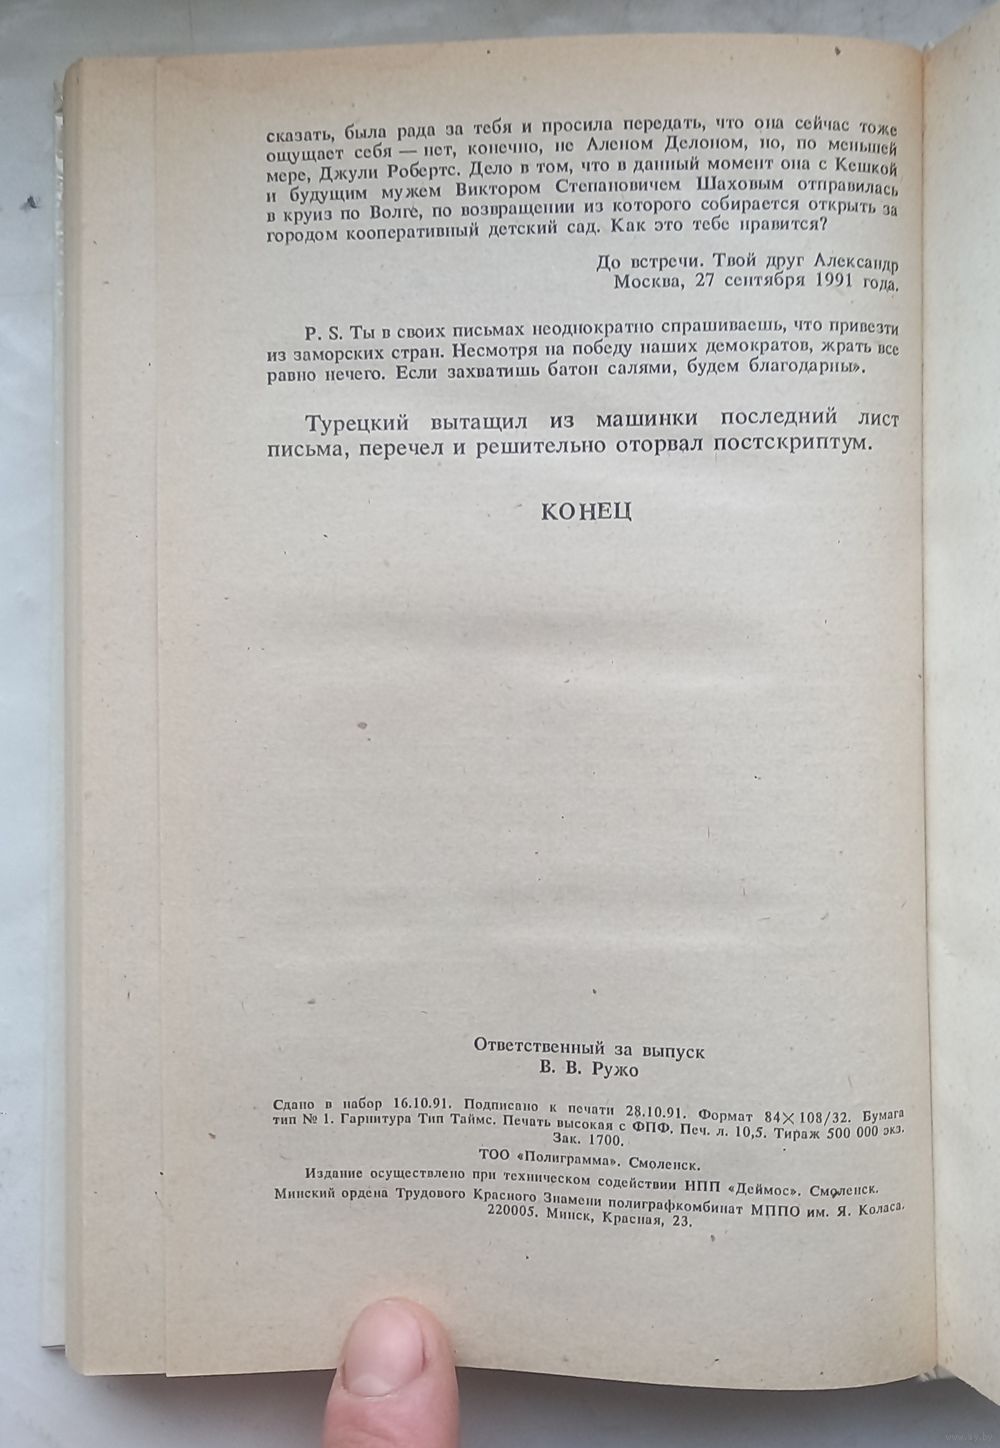 сказать, была рада за тебя и просила передать, что она сейчас тоже
ощущает себя — нет, конечно, не Аленом Делоном, но, по меньшей
мере, Джули Робертс. Дело в том, что в данный момент она с Кешкой
и будущим мужем Виктором Степановичем Шаховым отправилась
в круиз по Волге, по возвращении из которого собирается открыть за
городом кооперативный детский сад. Как это тебе нравится?
До встречи. Твой друг Александр
Москва, 27 сентября 1991 года.
P. S. Ты в своих письмах неоднократно спрашиваешь, что привезти
из заморских стран. Несмотря на победу наших демократов, жрать все
равно нечего. Если захватишь батон салями, будем благодарны».
Турецкий вытащил из машинки последний лист
письма, перечел и решительно оторвал постскриптум.
КОНЕЦ
Ответственный за выпуск
В. В. Ружо
Сдано в набор 16.10.91. Подписано к печати 28.10.91. Формат 84×108/32. Бумага
тип № 1. Гарнитура Тип Таймс. Печать высокая с ФПФ. Печ. л. 10,5. Тираж 500 000 экз.
Зак. 1700.
ТОО «Полиграмма». Смоленск.
Издание осуществлено при техническом содействии НПП «Деймос». Смоленск.
Минский ордена Трудового Красного Знамени полиграфкомбинат МППО им. Я. Коласа.
220005. Минск, Красная, 23.